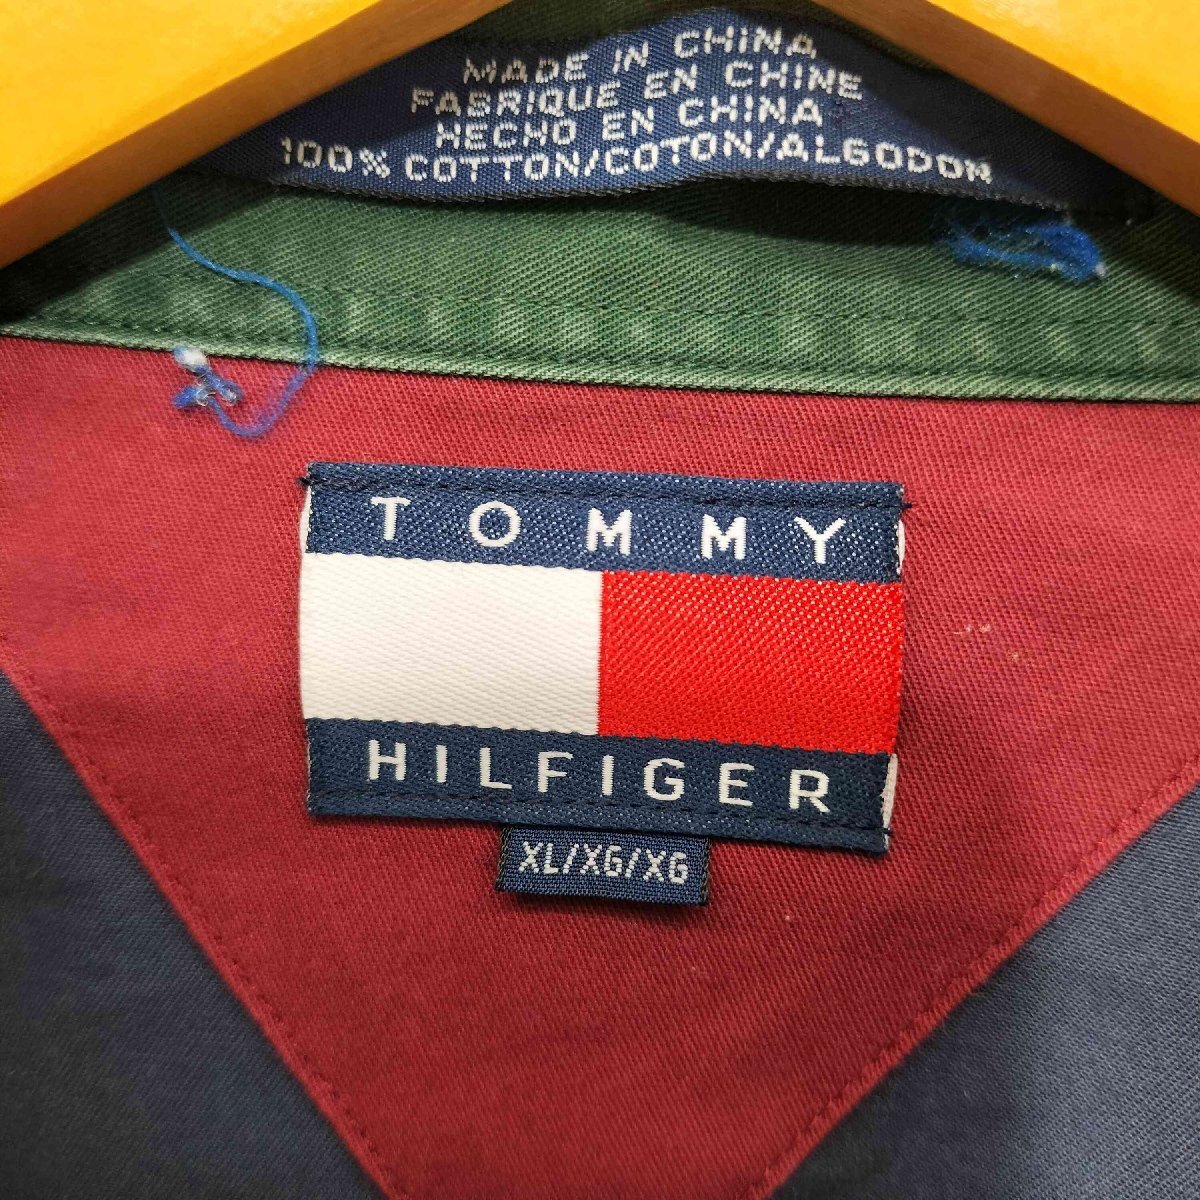 MADE IN CHINA
FABRIQUE EN CHINE
HECHO EN CHINA
100% COTTON/COTON/ALGODON
TOMMY
HILFIGER
XL/XG/XG